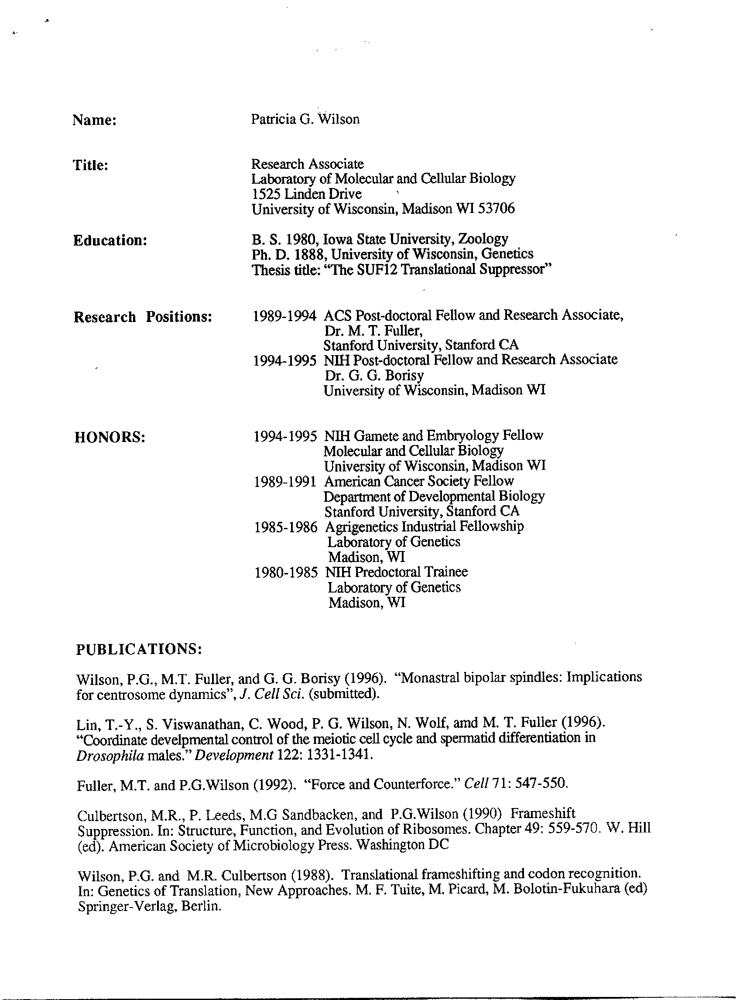 Name: Patricia G. Wilson
Title: Research Associate
Laboratory of Molecular and Cellular Biology
1525 Linden Drive
University of Wisconsin, Madison WI 53706
Education: B. S. 1980, Iowa State University, Zoology
Ph. D. 1888, University of Wisconsin, Genetics
Thesis title: “The SUF12 Translational Suppressor”
Research Positions: 1989-1994 ACS Post-doctoral Fellow and Research Associate,
Dr. M. T. Fuller,
Stanford University, Stanford CA
1994-1995 NIH Post-doctoral Fellow and Research Associate
Dr. G. G. Borisy
University of Wisconsin, Madison WI
HONORS: 1994-1995 NIH Gamete and Embryology Fellow
Molecular and Cellular Biology
University of Wisconsin, Madison WI
1989-1991 American Cancer Society Fellow
Department of Developmental Biology
Stanford University, Stanford CA
1985-1986 Agrigenetics Industrial Fellowship
Laboratory of Genetics
Madison, WI
1980-1985 NIH Predoctoral Trainee
Laboratory of Genetics
Madison, WI
PUBLICATIONS:
Wilson, P.G., M.T. Fuller, and G. G. Borisy (1996). “Monastral bipolar spindles: Implications
for centrosome dynamics”, J. Cell Sci. (submitted).
Lin, T.-Y., S. Viswanathan, C. Wood, P. G. Wilson, N. Wolf, amd M. T. Fuller (1996).
“Coordinate develpmental control of the meiotic cell cycle and spermatid differentiation in
Drosophila males.” Development 122: 1331-1341.
Fuller, M.T. and P.G.Wilson (1992). “Force and Counterforce.” Cell 71: 547-550.
Culbertson, M.R., P. Leeds, M.G Sandbacken, and P.G.Wilson (1990) Frameshift
Suppression. In: Structure, Function, and Evolution of Ribosomes. Chapter 49: 559-570. W. Hill
(ed). American Society of Microbiology Press. Washington DC
Wilson, P.G. and M.R. Culbertson (1988). Translational frameshifting and codon recognition.
In: Genetics of Translation, New Approaches. M. F. Tuite, M. Picard, M. Bolotin-Fukuhara (ed)
Springer-Verlag, Berlin.